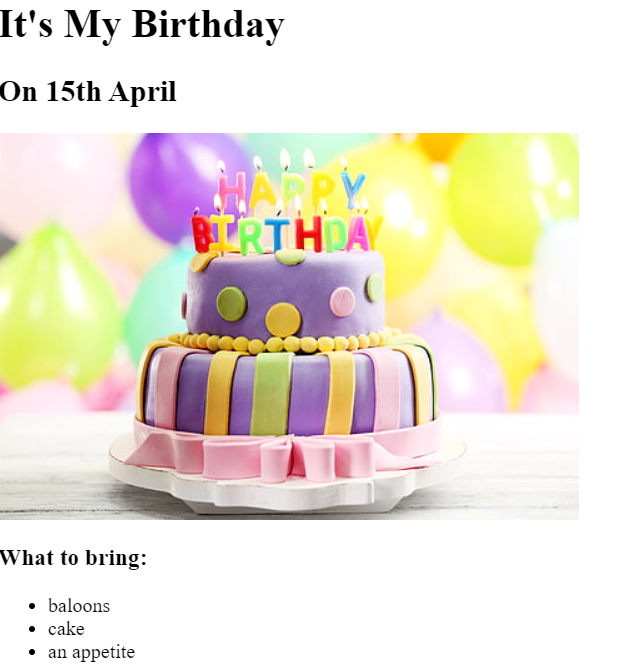 It's My Birthday
On 15th April
HAPPY
BIRTHDAY
What to bring:
baloons
cake
an appetite